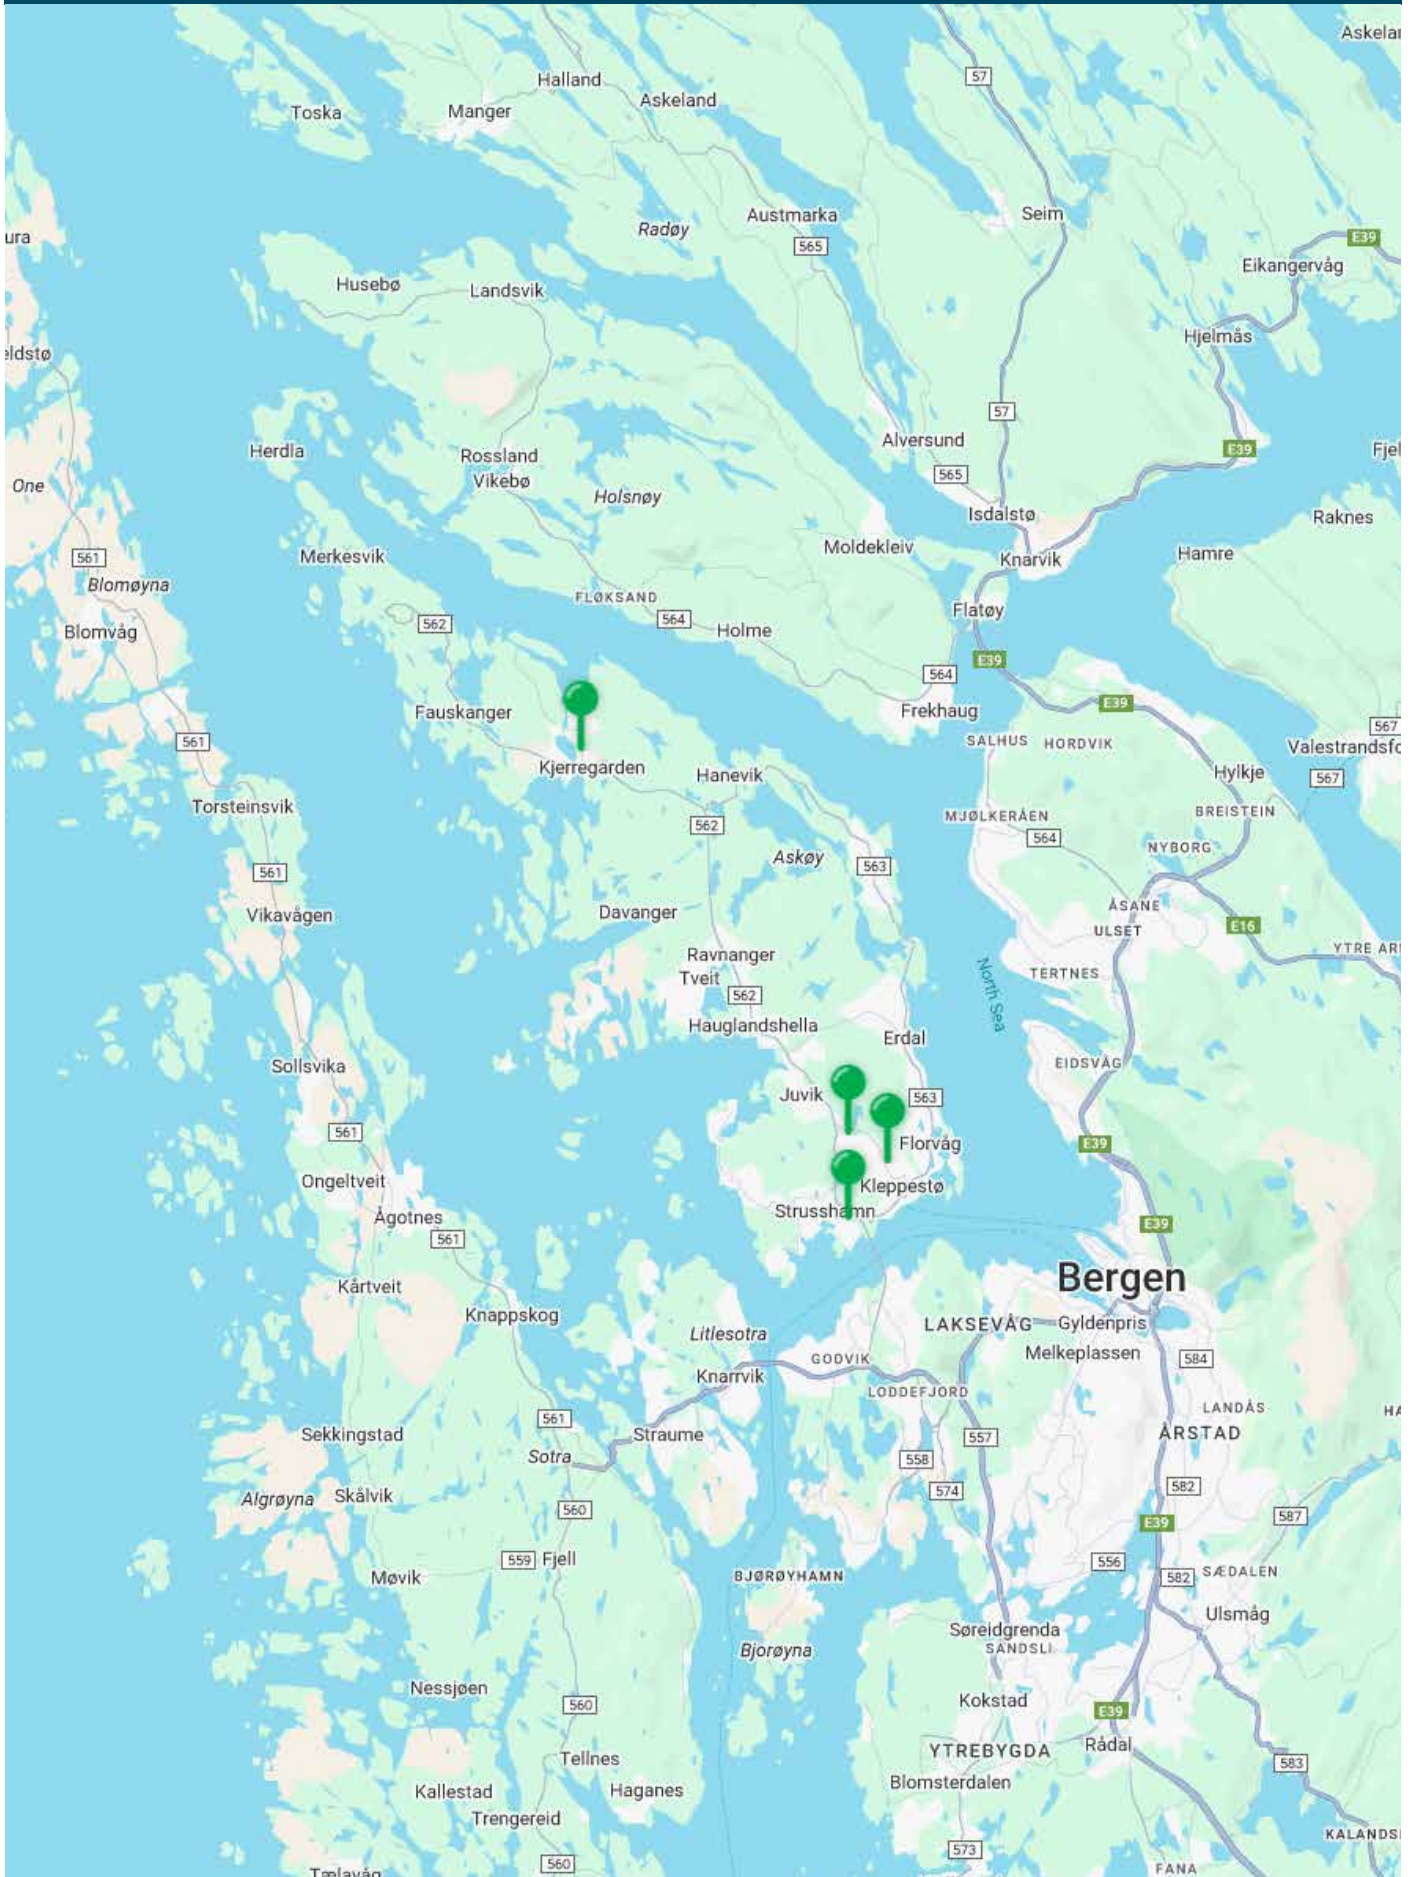 Askelar
57
Halland
Askeland
Toska
Manger
Seim
Austmarka
Radøy
565
ura
E39
Eikangervåg
Husebø
Landsvik
Hjelmås
eldstø
57
Alversund
Herdla
E39
Fjel
Rossland
Vikebø
565
One
Holsnøy
Isdalstø
Raknes
Moldekleiv
Merkesvik
Hamre
561
Knarvik
Blomøyna
FLØKSAND
Flatøy
562
564
Holme
Blomvåg
E39
564
Fauskanger
Frekhaug
E39
567
SALHUS
HORDVIK
561
Valestrandsfo
Kjerregarden
Hanevik
Hylkje
567
Torsteinsvik
BREISTEIN
MJØLKERÅEN
562
564
NYBORG
Askøy
563
561
ÅSANE
Vikavågen
Davanger
E16
ULSET
Ravnanger
YTRE AR
Tveit
TERTNES
562
North Sea
Hauglandshella
Erdal
Sollsvika
EIDSVÅG
Juvik
563
561
Florvåg
E39
Ongeltveit
Kleppestø
Strusshamn
Ågotnes
E39
561
Bergen
Kårtveit
Knappskog
LAKSEVÅG
Gyldenpris
Litlesotra
Melkeplassen
GODVIK
584
Knarrvik
LODDEFJORD
LANDÅS
HA
561
Sekkingstad
Straume
557
ÅRSTAD
Sotra
558
582
574
Algrøyna
Skålvik
560
587
E39
559
Fjell
556
BJØRØYHAMN
582
SÆDALEN
Møvik
Ulsmåg
Søreidgrenda
SANDSLI
Bjorøyna
Nessjøen
Kokstad
560
E39
YTREBYGDA
Rådal
Tellnes
583
Blomsterdalen
Kallestad
Haganes
Trengereid
KALANDS
573
560
FANA
Tælavåg